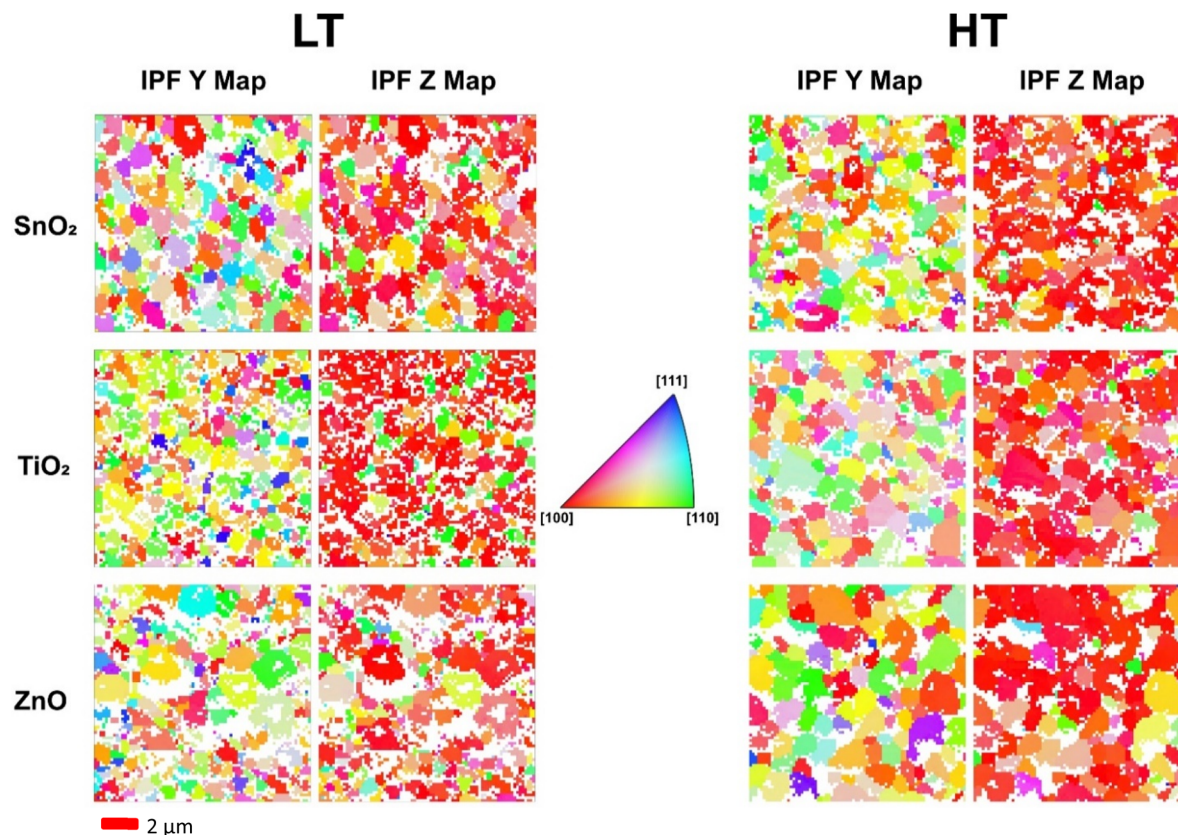 LT
HT
IPF Y Map IPF Z Map
IPF Y Map IPF Z Map
SnO₂
TiO₂
[111]
[100]
[110]
ZnO
2 μm